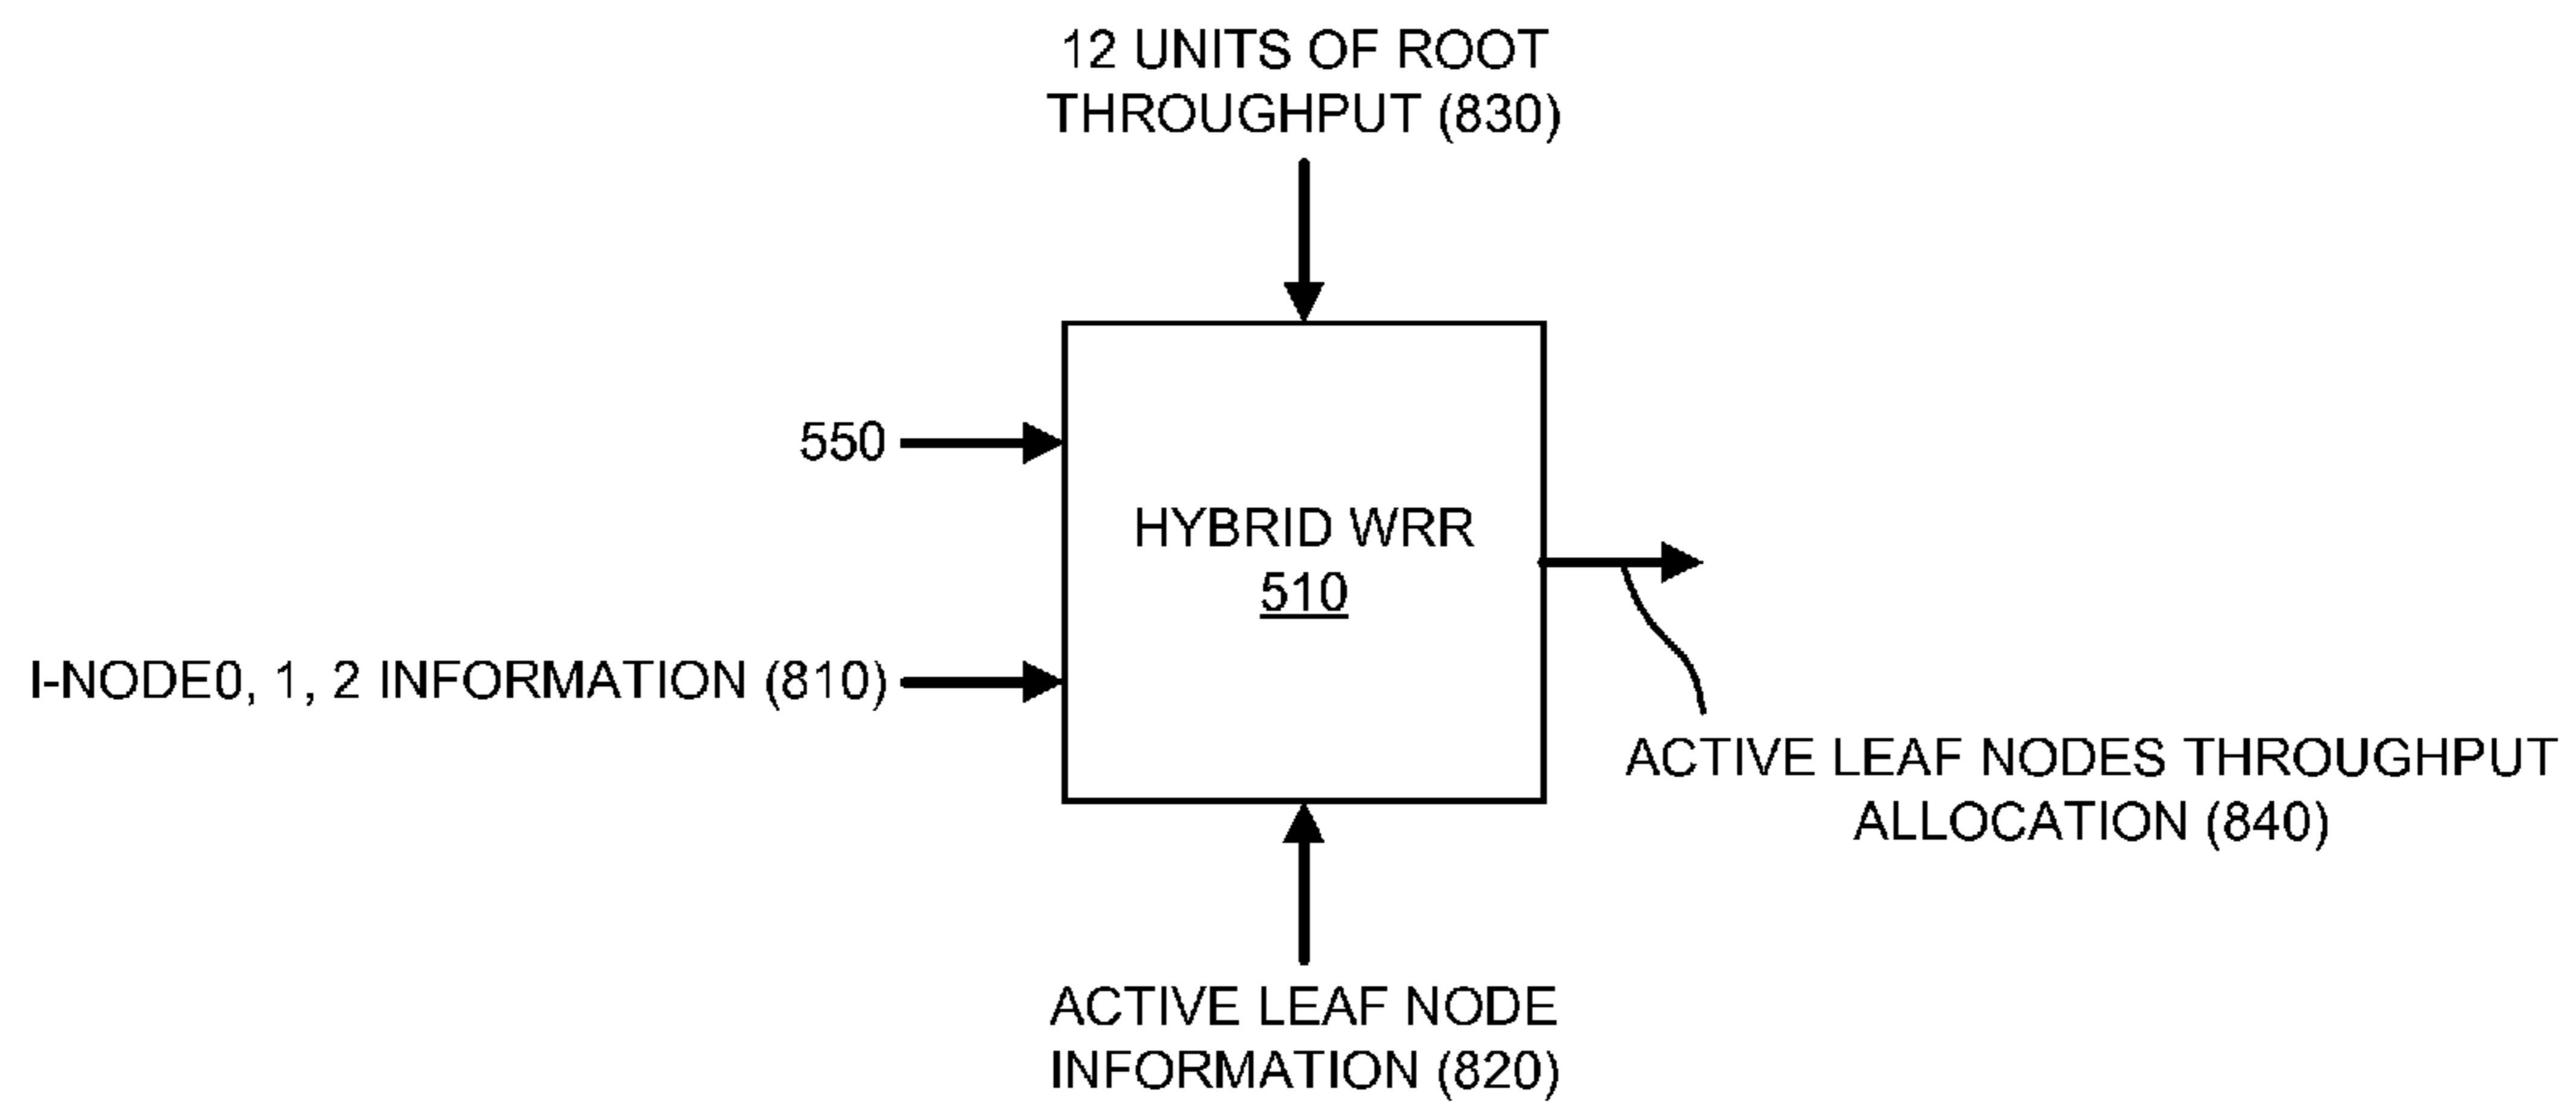 12 UNITS OF ROOT
THROUGHPUT (830)
550
HYBRID WRR
510
I-NODE0, 1, 2 INFORMATION (810)
ACTIVE LEAF NODES THROUGHPUT
ALLOCATION (840)
ACTIVE LEAF NODE
INFORMATION (820)